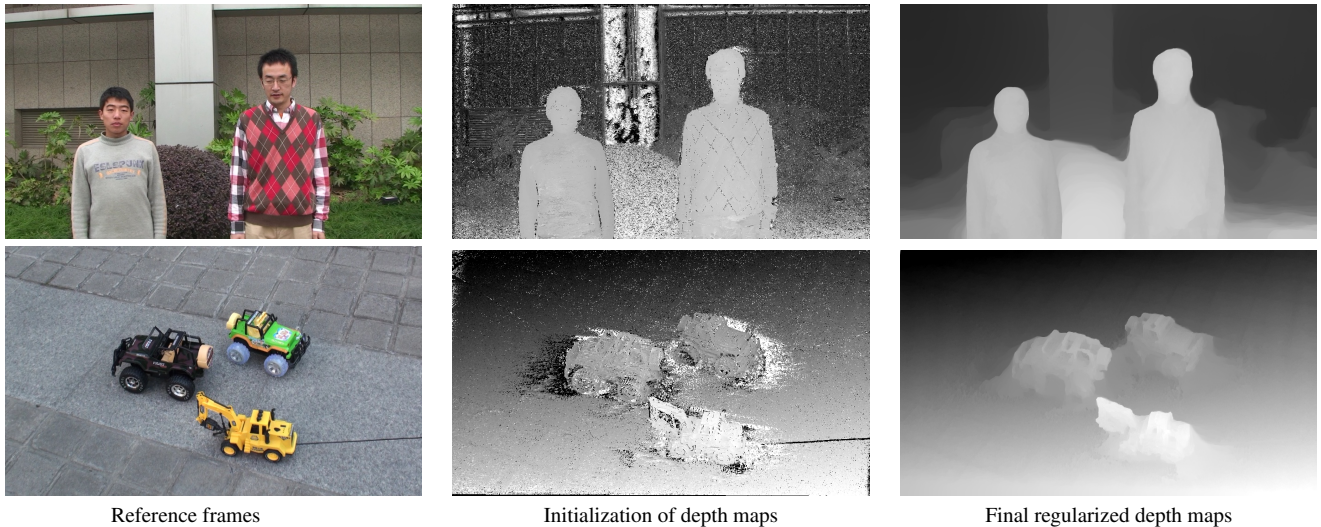 Reference frames
Initialization of depth maps
Final regularized depth maps